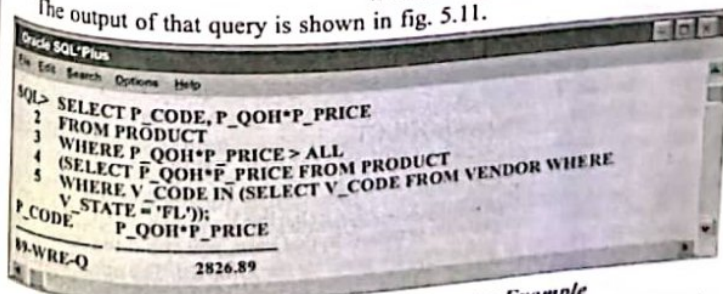 The output of that query is shown in fig. 5.11.
Oracle SQL*Plus
File Edit Search Options Help
SQL> SELECT P_CODE, P_QOH*P_PRICE
2 FROM PRODUCT
3 WHERE P_QOH*P_PRICE > ALL
4 (SELECT P_QOH*P_PRICE FROM PRODUCT
5 WHERE V_CODE IN (SELECT V_CODE FROM VENDOR WHERE
V_STATE = 'FL'));
P_CODE P_QOH*P_PRICE
89-WRE-Q 2826.89
Example